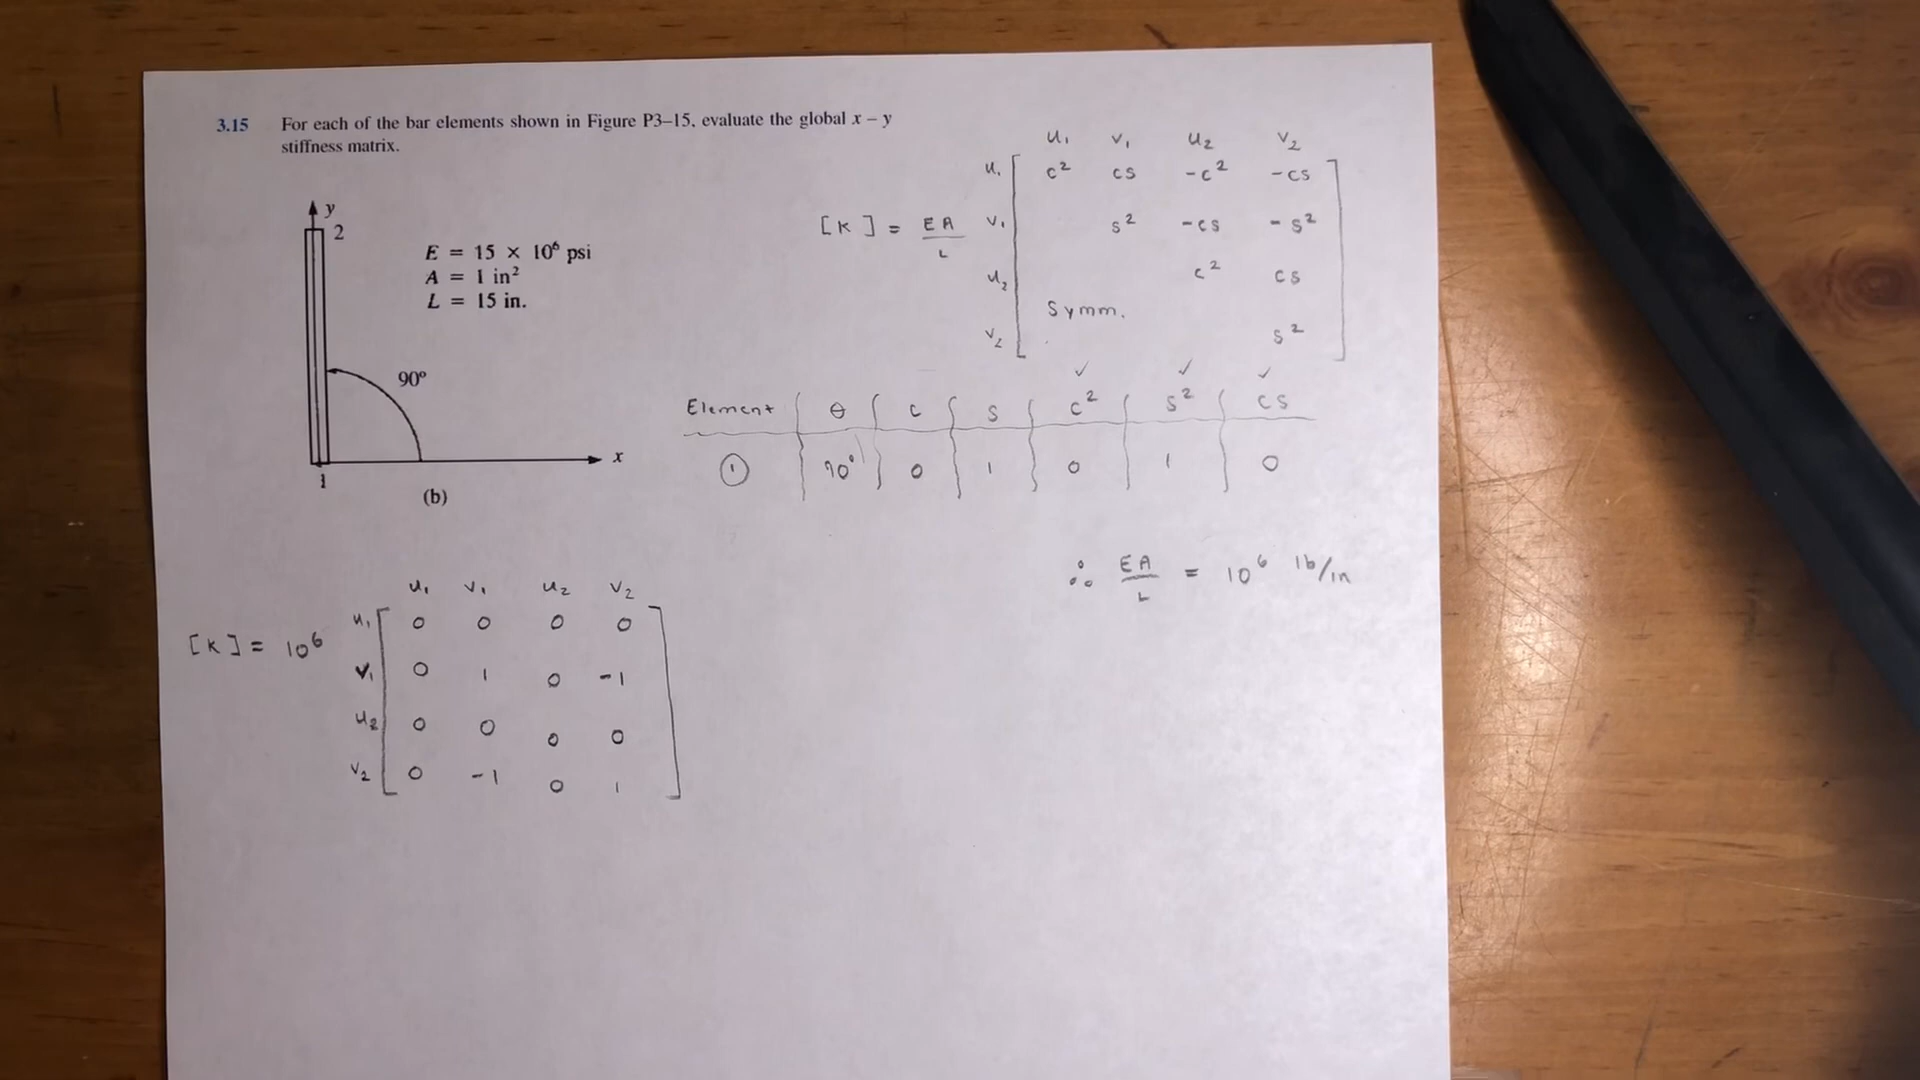 3.15 For each of the bar elements shown in Figure P3–15, evaluate the global x – y
stiffness matrix.
y
2
E = 15 × 10⁶ psi
A = 1 in²
L = 15 in.
90°
x
1
(b)
u₁ v₁ u₂ v₂
u₁ c² cs -c² -cs
[K] = EA/L v₁ s² -cs -s²
u₂ c² cs
Symm.
v₂ s²
✓ ✓ ✓
Element θ c s c² s² cs
① 90° 0 1 0 1 0
∴ EA/L = 10⁶ lb/in
u₁ v₁ u₂ v₂
u₁ 0 0 0 0
[K] = 10⁶
v₁ 0 1 0 -1
u₂ 0 0 0 0
v₂ 0 -1 0 1